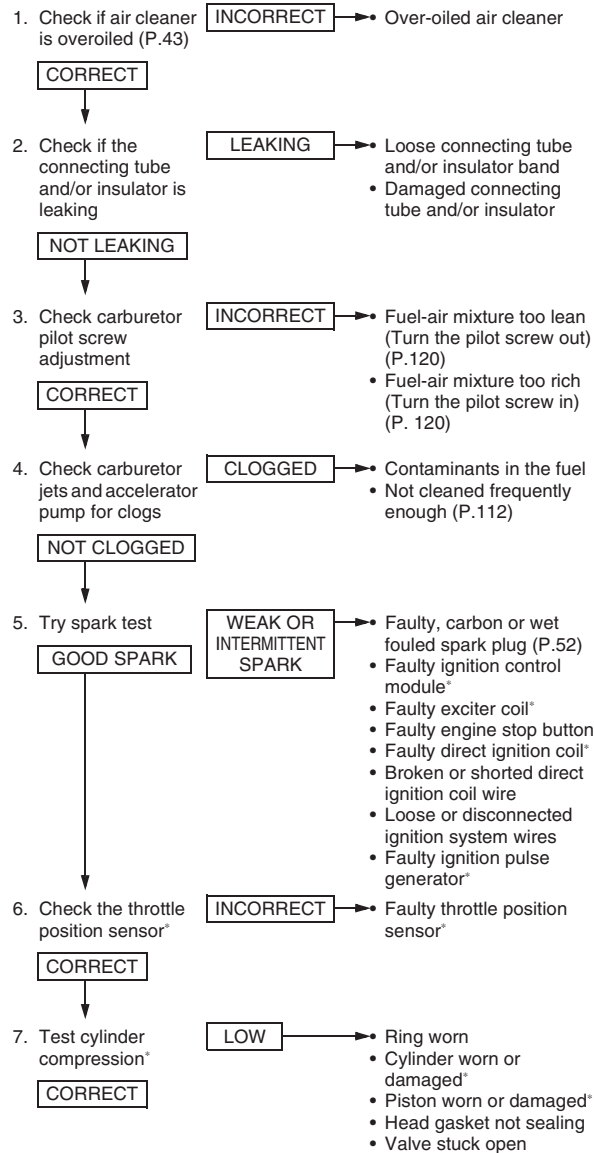 1. Check if air cleaner
is overoiled (P.43)
INCORRECT
• Over-oiled air cleaner
CORRECT
2. Check if the
connecting tube
and/or insulator is
leaking
LEAKING
• Loose connecting tube
and/or insulator band
• Damaged connecting
tube and/or insulator
NOT LEAKING
3. Check carburetor
pilot screw
adjustment
INCORRECT
• Fuel-air mixture too lean
(Turn the pilot screw out)
(P.120)
• Fuel-air mixture too rich
(Turn the pilot screw in)
(P. 120)
CORRECT
4. Check carburetor
jets and accelerator
pump for clogs
CLOGGED
• Contaminants in the fuel
• Not cleaned frequently
enough (P.112)
NOT CLOGGED
5. Try spark test
WEAK OR
INTERMITTENT
SPARK
• Faulty, carbon or wet
fouled spark plug (P.52)
• Faulty ignition control
module*
• Faulty exciter coil*
• Faulty engine stop button
• Faulty direct ignition coil*
• Broken or shorted direct
ignition coil wire
• Loose or disconnected
ignition system wires
• Faulty ignition pulse
generator*
GOOD SPARK
6. Check the throttle
position sensor*
INCORRECT
• Faulty throttle position
sensor*
CORRECT
7. Test cylinder
compression*
LOW
• Ring worn
• Cylinder worn or
damaged*
• Piston worn or damaged*
• Head gasket not sealing
• Valve stuck open
CORRECT